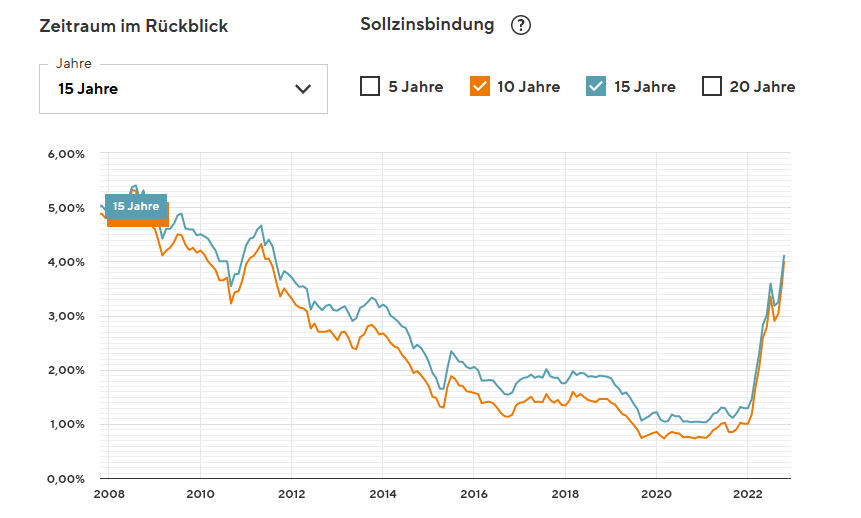 Zeitraum im Rückblick
Sollzinsbindung ?
Jahre
15 Jahre
5 Jahre
10 Jahre
15 Jahre
20 Jahre
6,00%
5,00%
4,00%
3,00%
2,00%
1,00%
0,00%
15 Jahre
2008 2010 2012 2014 2016 2018 2020 2022